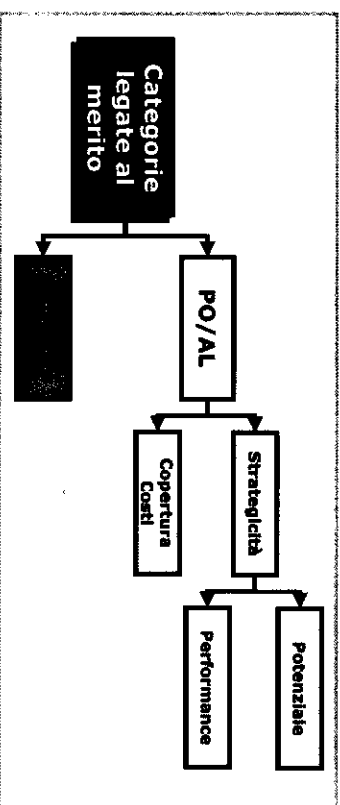 Categorie
legate al
merito
PO/AL
Strategicità
Copertura
Costi
Potenziale
Performance